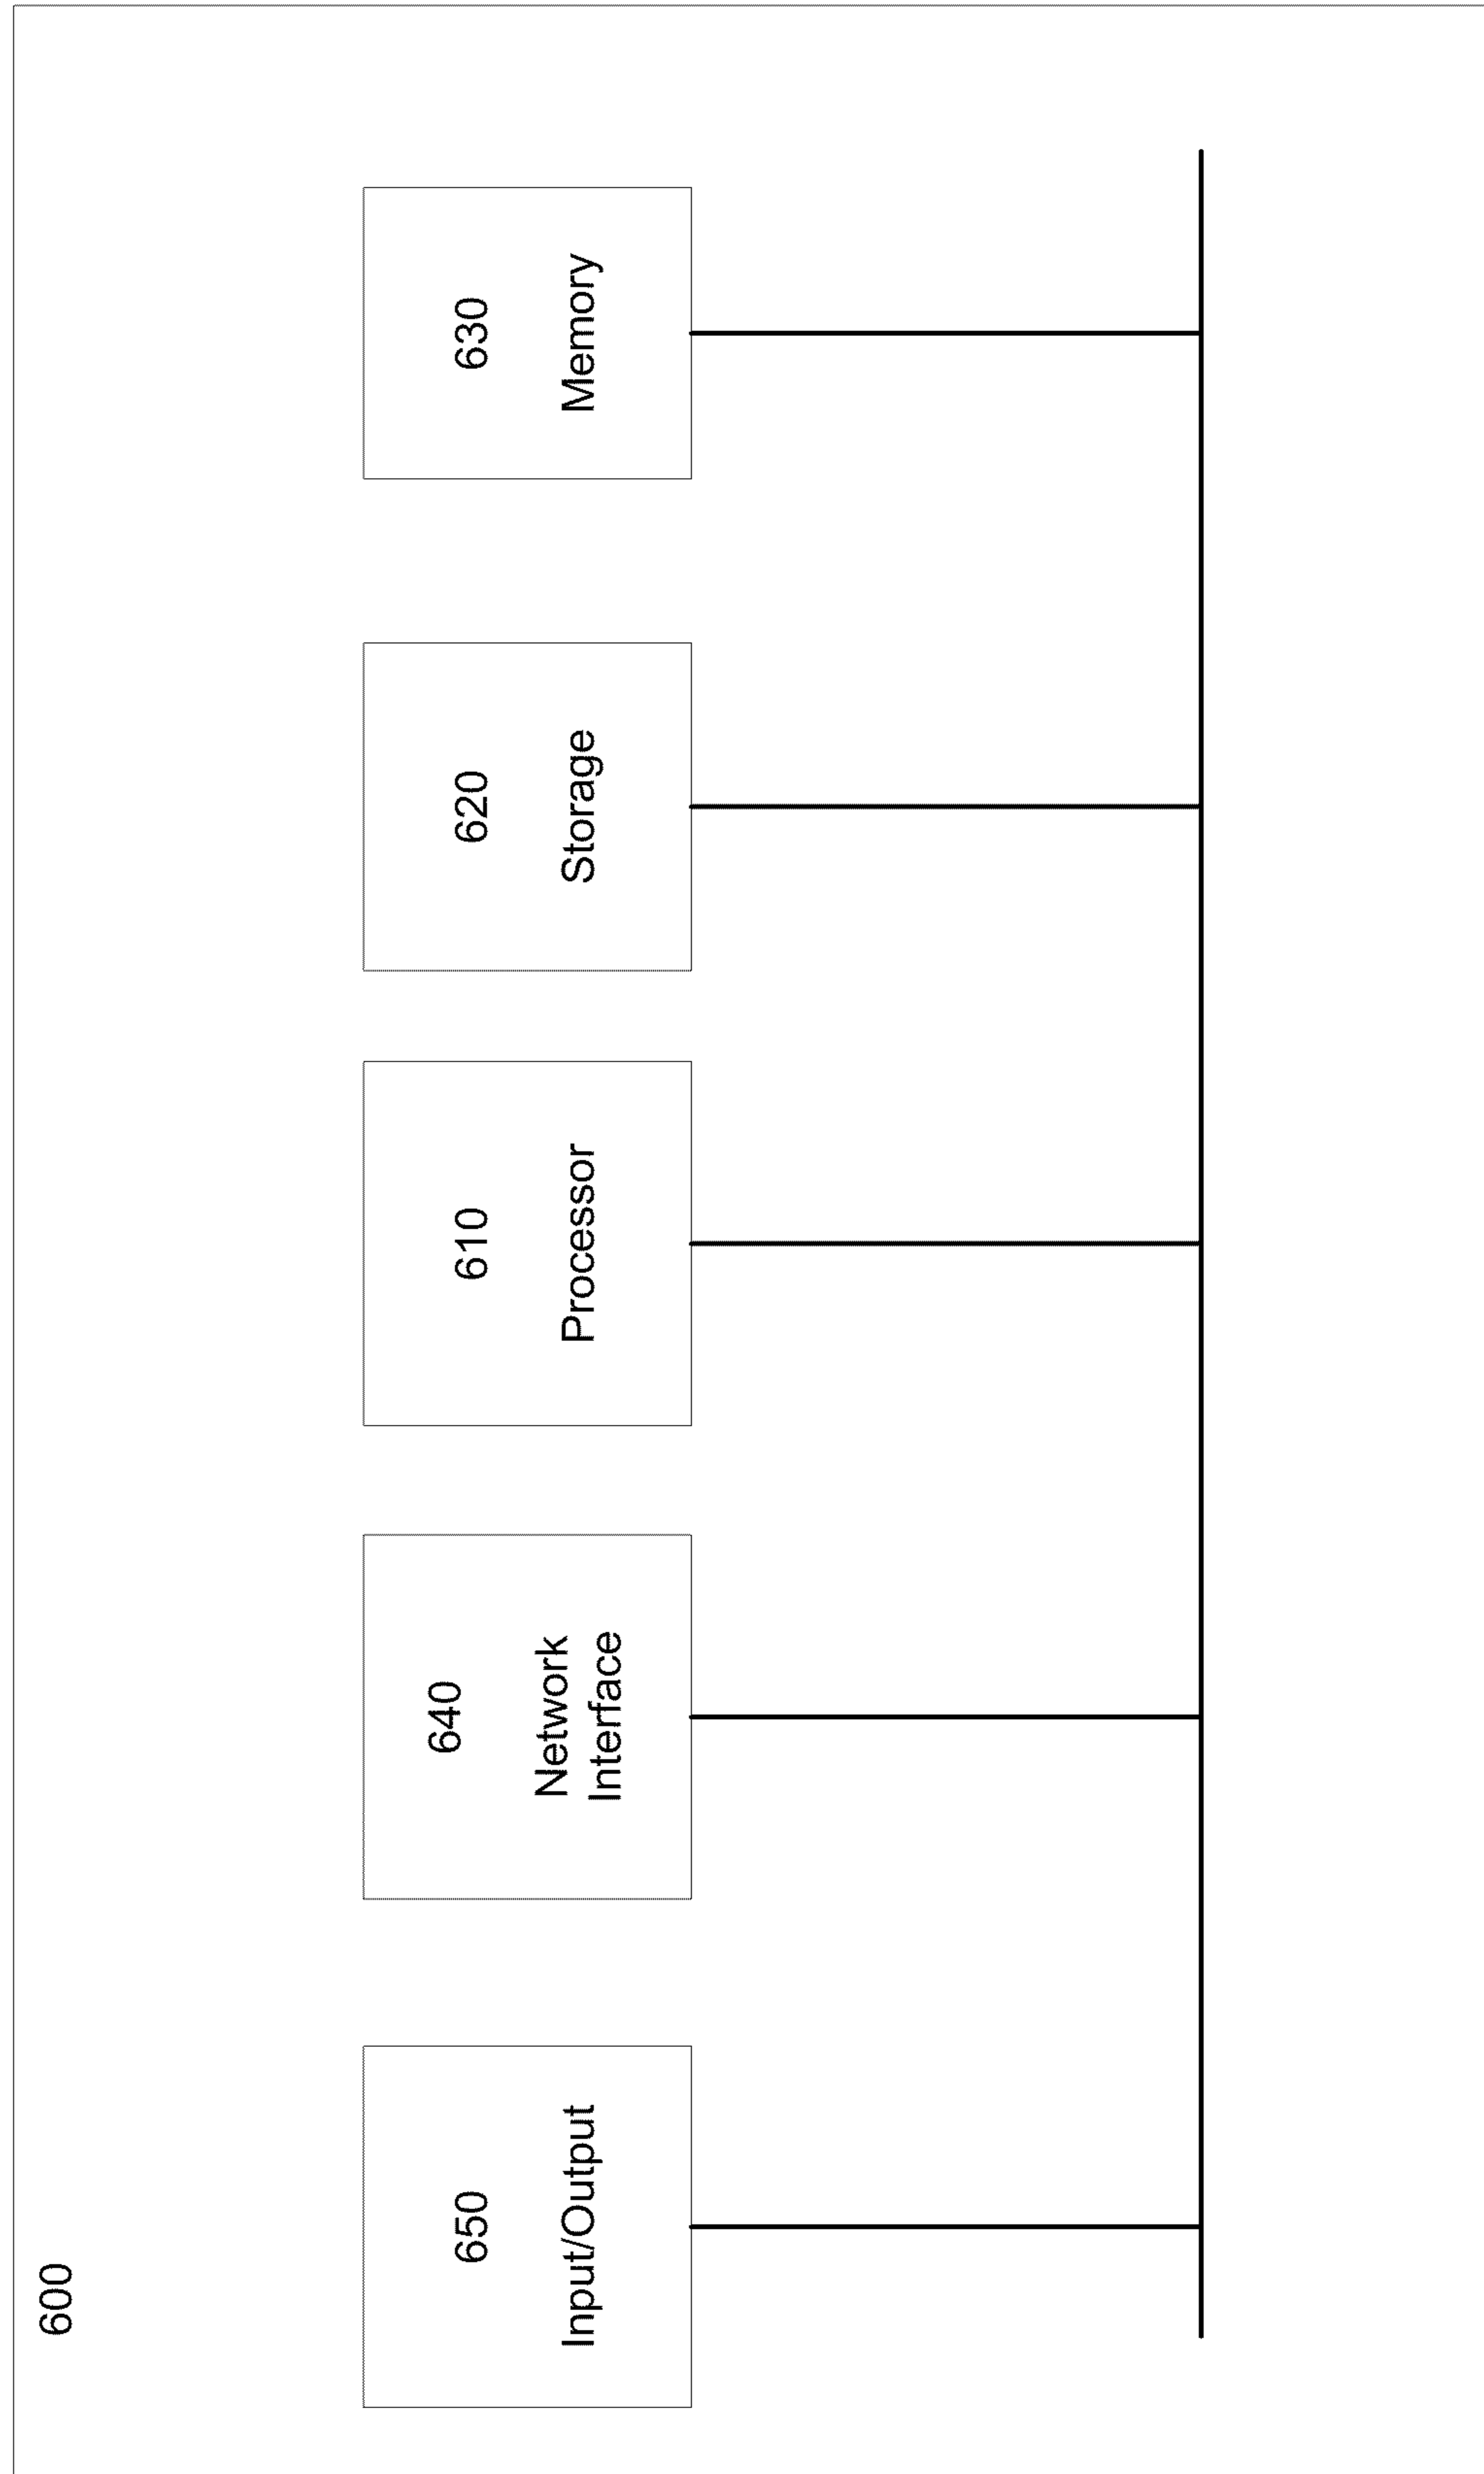 600
650
Input/Output
640
Network
Interface
610
Processor
620
Storage
630
Memory